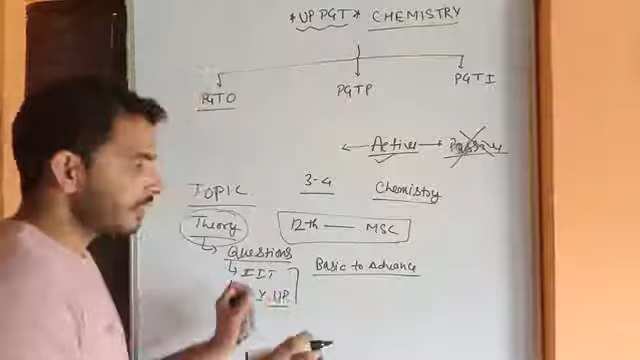 *UP PGT* CHEMISTRY
PGTO PGTP PGTI
Active
TOPIC 3-4 Chemistry
Theory 12th MSC
Questions
IIT Basic to Advance
Y UP